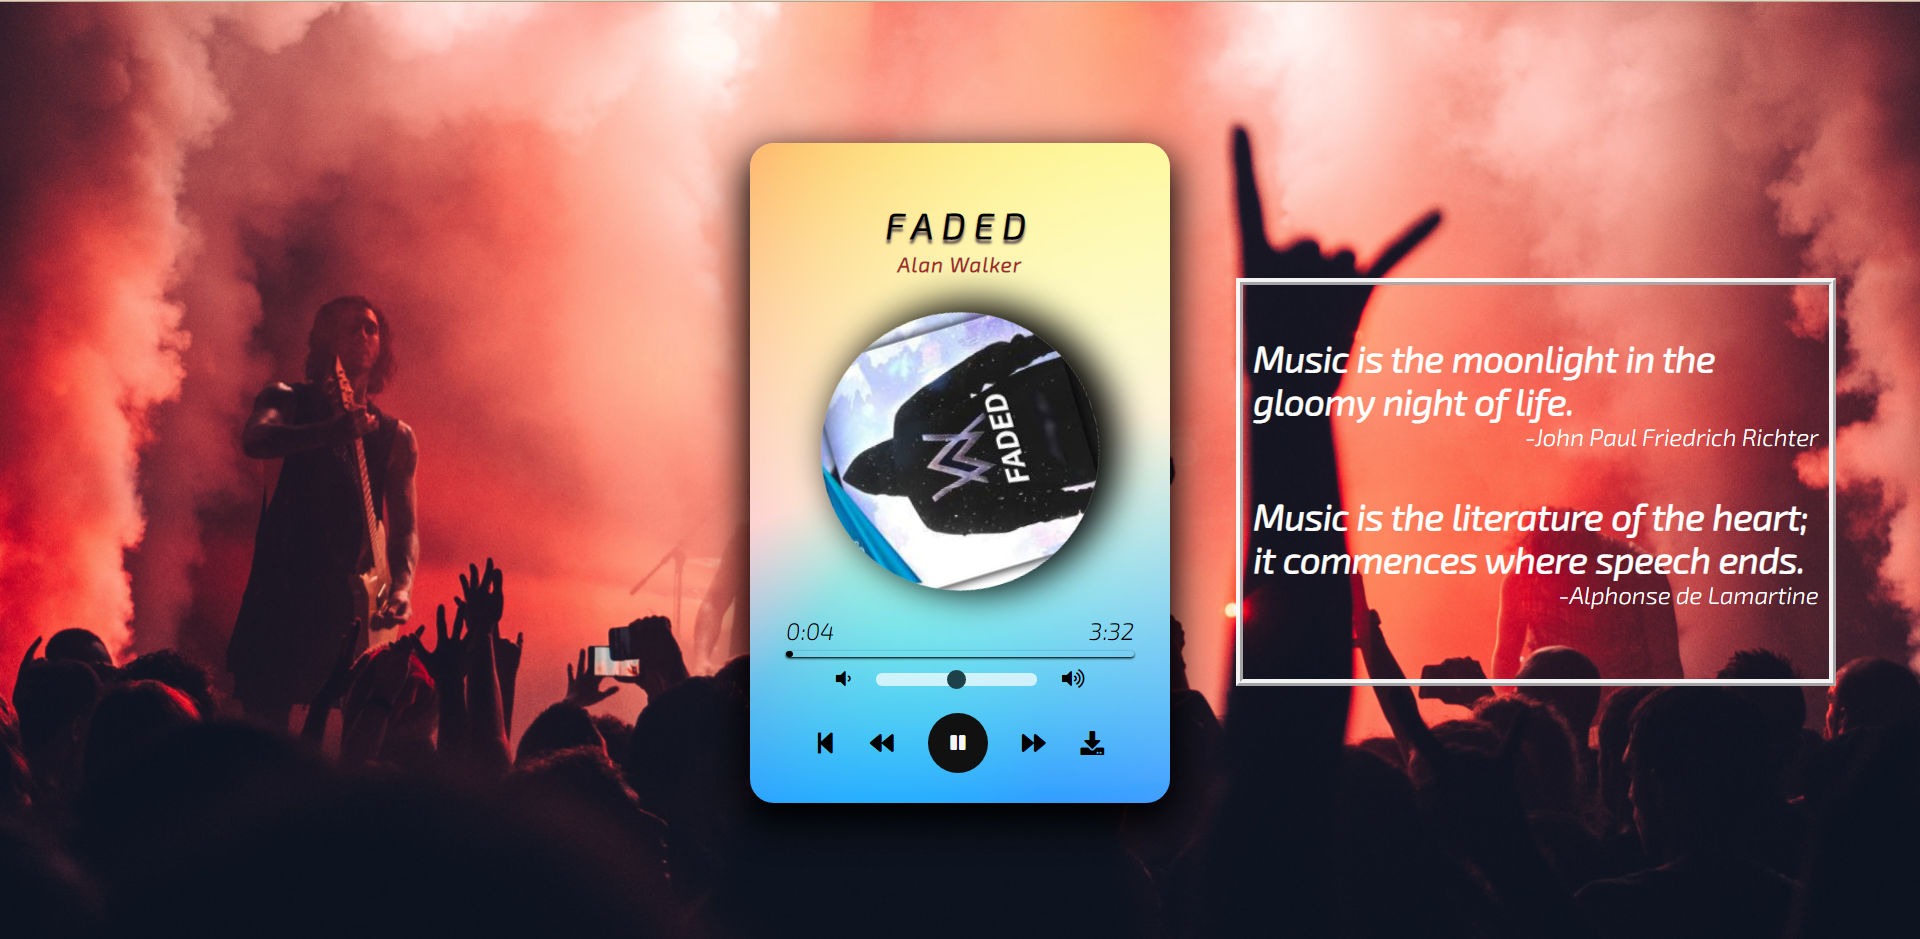 FADED
Alan Walker
FADED
0:04 3:32
Music is the moonlight in the
gloomy night of life.
-John Paul Friedrich Richter
Music is the literature of the heart;
it commences where speech ends.
-Alphonse de Lamartine